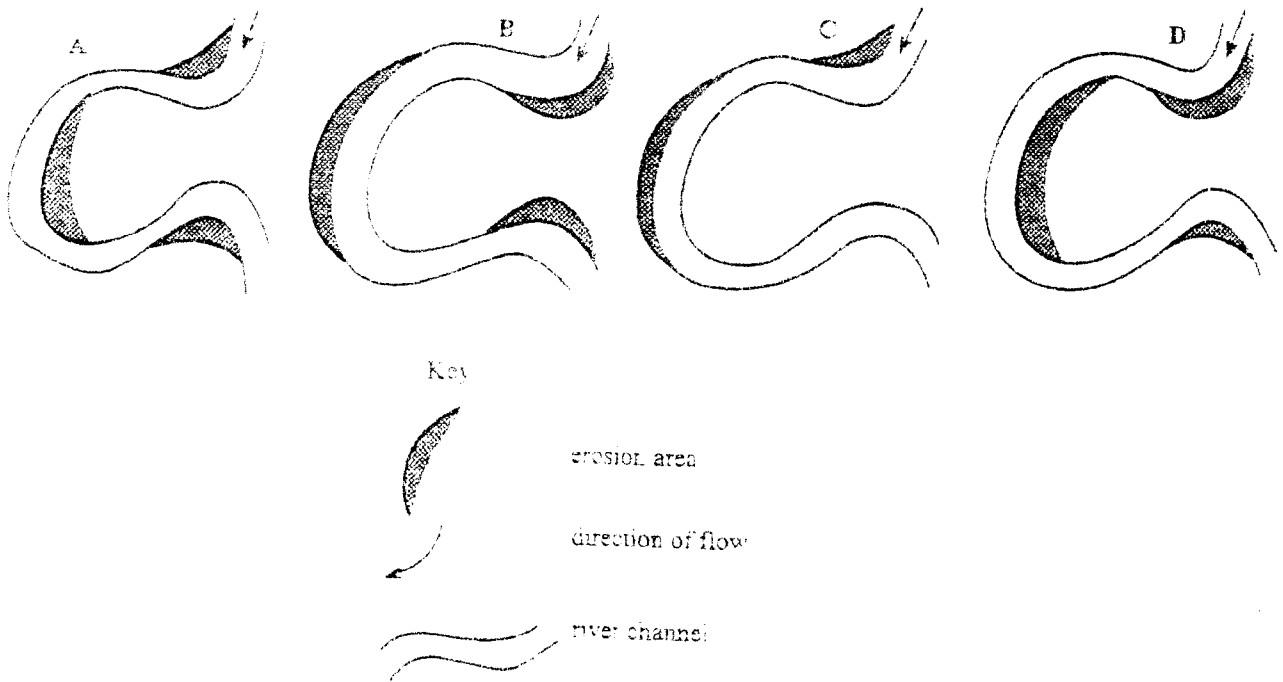 A
B
C
D
Key
erosion area
direction of flow
river channel